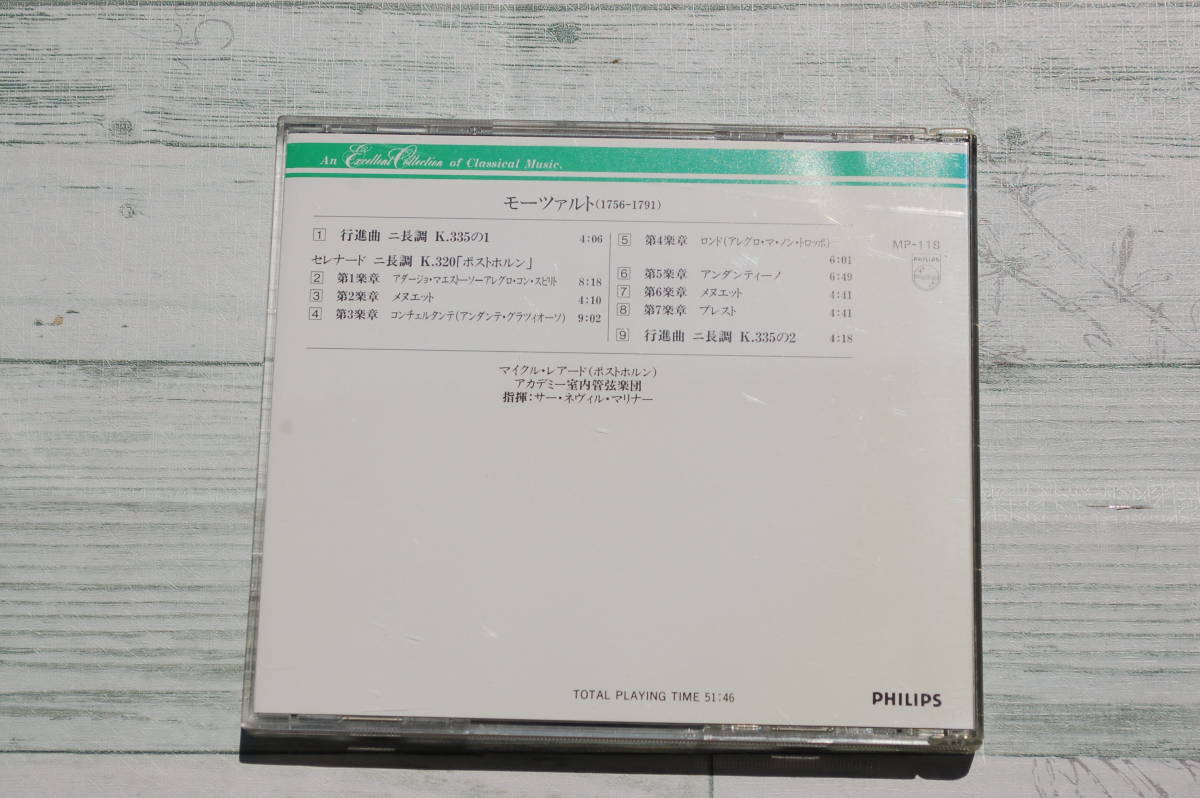 An Excellent Collection of Classical Music.
モーツァルト(1756-1791)
1 行進曲 ニ長調 K.335の1 4:06
セレナード ニ長調 K.320「ポストホルン」
2 第1楽章 アダージョ・マエストーソーアレグロ・コン・スピリト 8:18
3 第2楽章 メヌエット 4:10
4 第3楽章 コンチェルタンテ(アンダンテ・グラツィオーソ) 9:02
5 第4楽章 ロンド(アレグロ・マ・ノン・トロッポ)
6:01
6 第5楽章 アンダンティーノ 6:49
7 第6楽章 メヌエット 4:41
8 第7楽章 プレスト 4:41
9 行進曲 ニ長調 K.335の2 4:18
MP-118
PHILIPS
マイクル・レアード(ポストホルン)
アカデミー室内管弦楽団
指揮:サー・ネヴィル・マリナー
TOTAL PLAYING TIME 51:46
PHILIPS